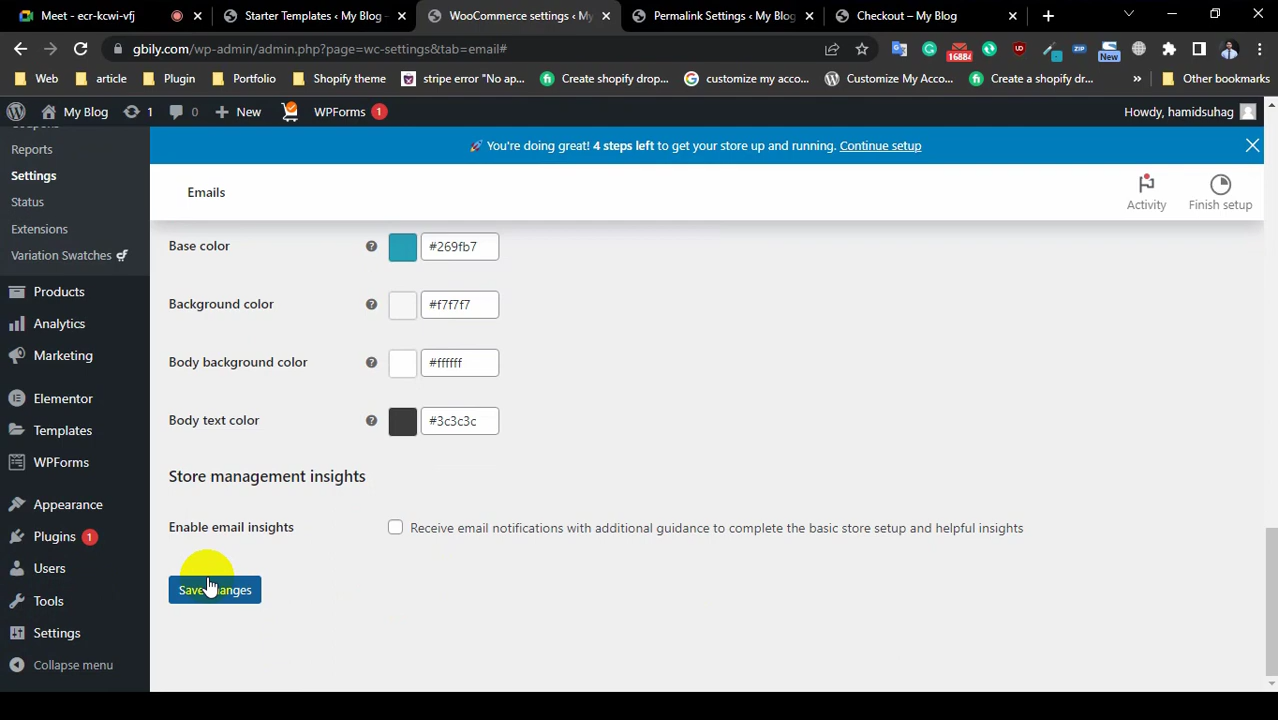 Meet - ecr-kcwi-vfj
Starter Templates ‹ My Blog -
WooCommerce settings ‹ My
Permalink Settings ‹ My Blog
Checkout – My Blog
gbily.com/wp-admin/admin.php?page=wc-settings&tab=email#
16884
UD
ZIP
New
Web
article
Plugin
Portfolio
Shopify theme
stripe error "No ap...
Create shopify drop...
customize my acco...
Customize My Acco...
Create a shopify dr...
»
Other bookmarks
My Blog
1
0
New
WPForms 1
Howdy, hamidsuhag
Coupons
Reports
Settings
Status
Extensions
Variation Swatches
Products
Analytics
Marketing
Elementor
Templates
WPForms
Appearance
Plugins 1
Users
Tools
Settings
Collapse menu
🚀 You're doing great! 4 steps left to get your store up and running. Continue setup
Emails
Activity
Finish setup
Base color
#269fb7
Background color
#f7f7f7
Body background color
#ffffff
Body text color
#3c3c3c
Store management insights
Enable email insights
Receive email notifications with additional guidance to complete the basic store setup and helpful insights
Save changes